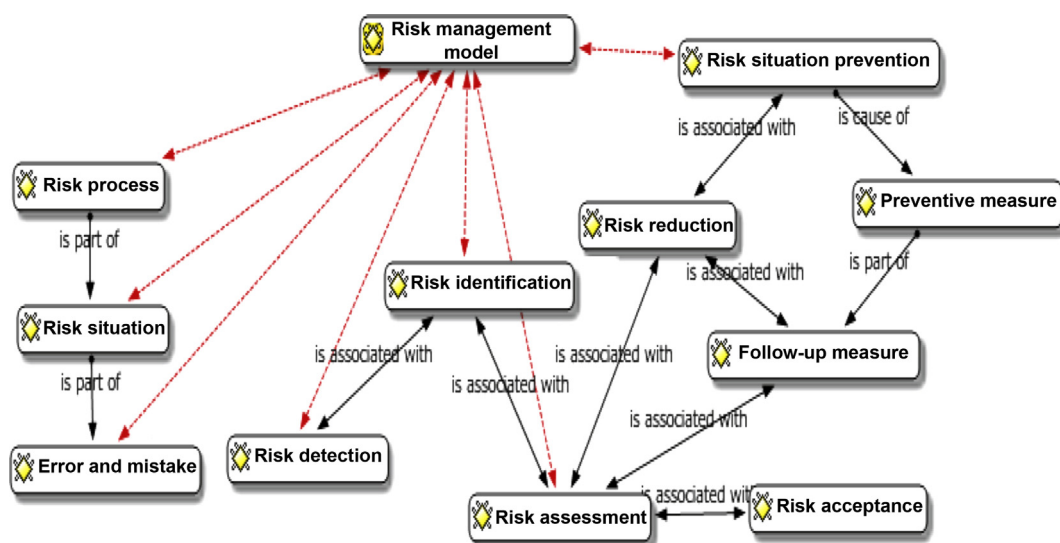 Risk management
model
Risk situation prevention
is associated with
is cause of
Risk process
Preventive measure
Risk reduction
is part of
is associated with
is part of
Risk identification
Risk situation
is associated with
is associated with
Follow-up measure
is part of
is associated with
is associated with
Error and mistake
Risk detection
is associated with
Risk assessment
Risk acceptance